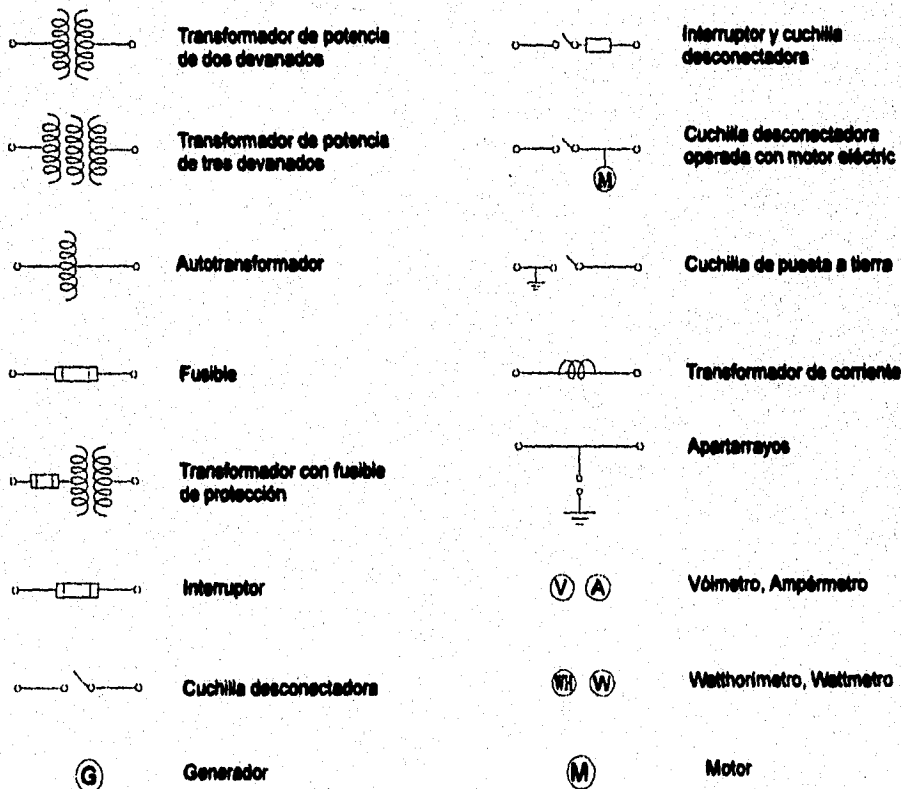 Transformador de potencia
de dos devanados
Transformador de potencia
de tres devanados
Autotransformador
Fusible
Transformador con fusible
de protección
Interruptor
Cuchilla desconectadora
G
Generador
Interruptor y cuchilla
desconectadora
Cuchilla desconectadora
operada con motor eléctric
M
Cuchilla de puesta a tierra
Transformador de corriente
Apartarrayos
V A
Vólmetro, Ampérmetro
WH W
Watthorímetro, Wattmetro
M
Motor